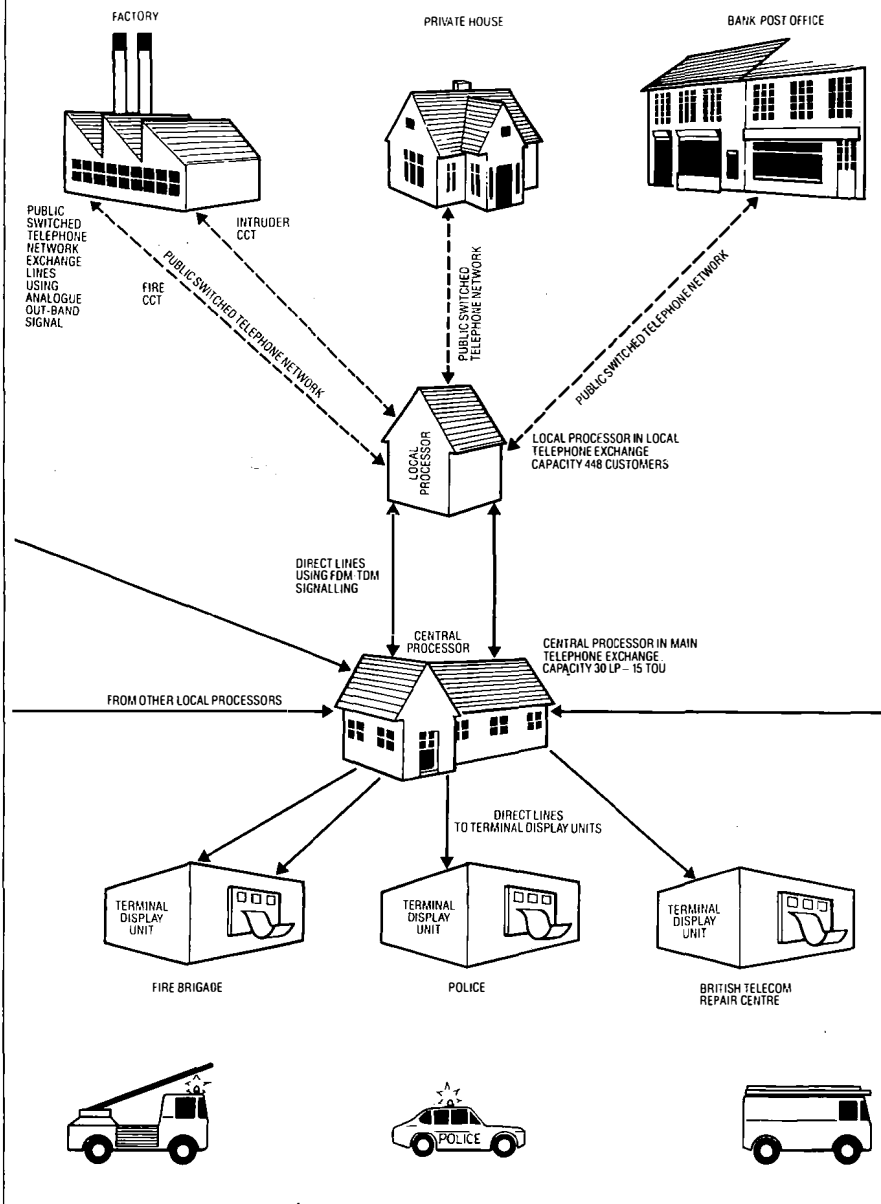 FACTORY
PRIVATE HOUSE
BANK POST OFFICE
PUBLIC
SWITCHED
TELEPHONE
NETWORK
EXCHANGE
LINES
USING
ANALOGUE
OUT-BAND
SIGNAL
INTRUDER
CCT
FIRE
CCT
PUBLIC SWITCHED TELEPHONE NETWORK
PUBLIC SWITCHED
TELEPHONE NETWORK
PUBLIC SWITCHED TELEPHONE NETWORK
LOCAL
PROCESSOR
LOCAL PROCESSOR IN LOCAL
TELEPHONE EXCHANGE
CAPACITY 448 CUSTOMERS
DIRECT LINES
USING FDM-TDM
SIGNALLING
CENTRAL
PROCESSOR
CENTRAL PROCESSOR IN MAIN
TELEPHONE EXCHANGE.
CAPACITY 30 LP – 15 TOU
FROM OTHER LOCAL PROCESSORS
DIRECT LINES
TO TERMINAL DISPLAY UNITS
TERMINAL
DISPLAY
UNIT
TERMINAL
DISPLAY
UNIT
TERMINAL
DISPLAY
UNIT
FIRE BRIGADE
POLICE
BRITISH TELECOM
REPAIR CENTRE
POLICE